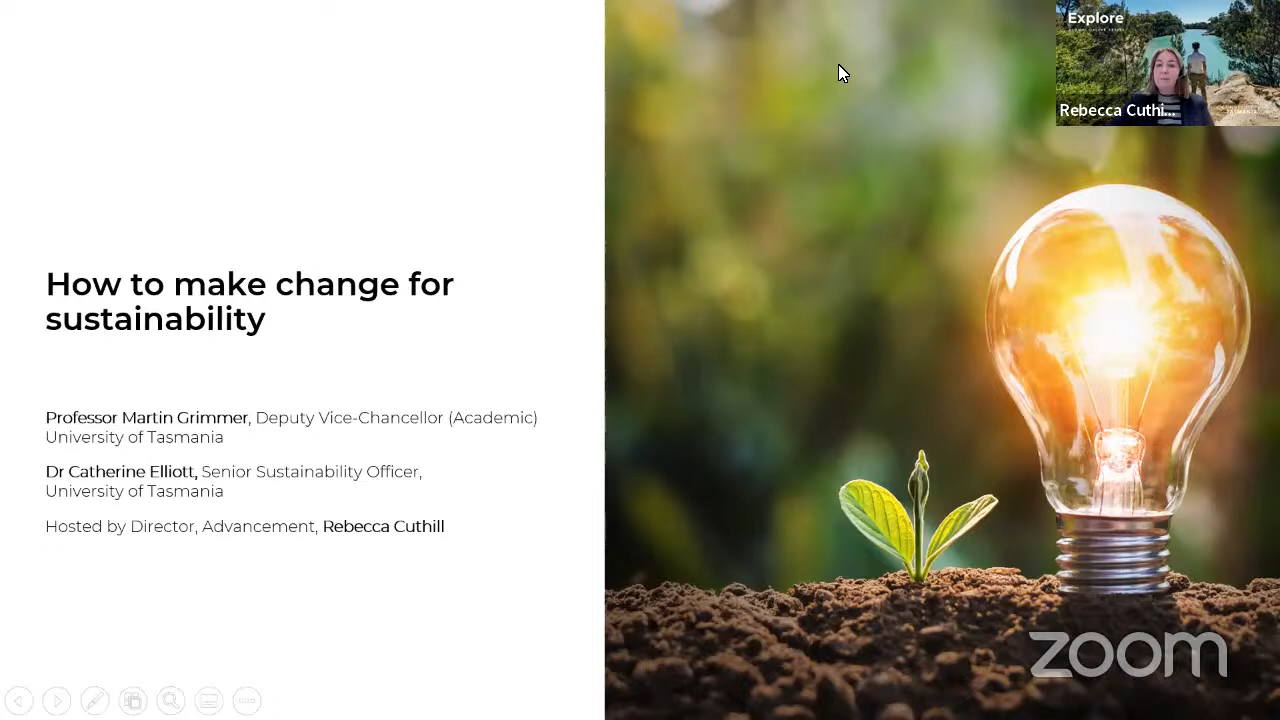 How to make change for
sustainability
Professor Martin Grimmer, Deputy Vice-Chancellor (Academic)
University of Tasmania
Dr Catherine Elliott, Senior Sustainability Officer,
University of Tasmania
Hosted by Director, Advancement, Rebecca Cuthill
Explore
Rebecca Cuthi...
zoom